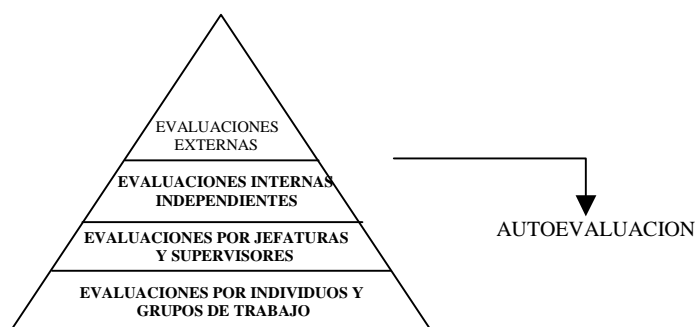 EVALUACIONES
EXTERNAS
EVALUACIONES INTERNAS
INDEPENDIENTES
EVALUACIONES POR JEFATURAS
Y SUPERVISORES
EVALUACIONES POR INDIVIDUOS Y
GRUPOS DE TRABAJO
AUTOEVALUACION